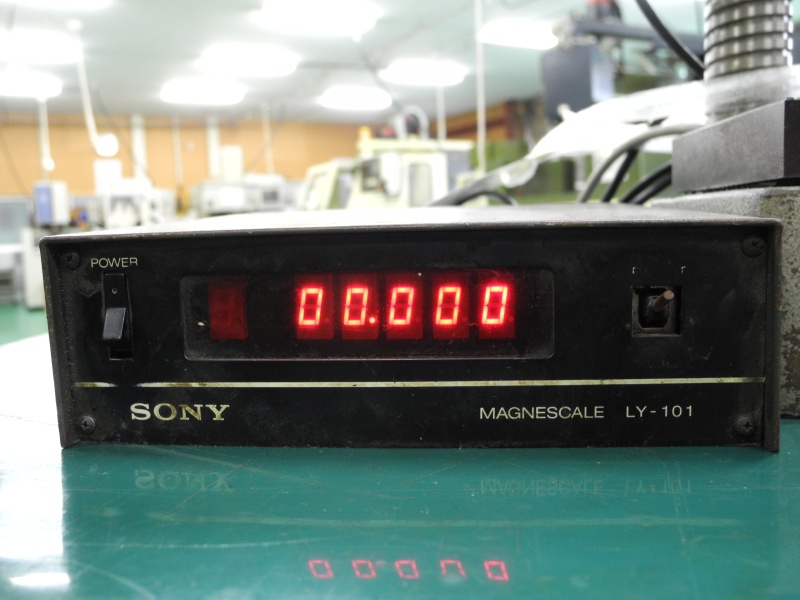 POWER
00.000
SONY
MAGNESCALE LY-101